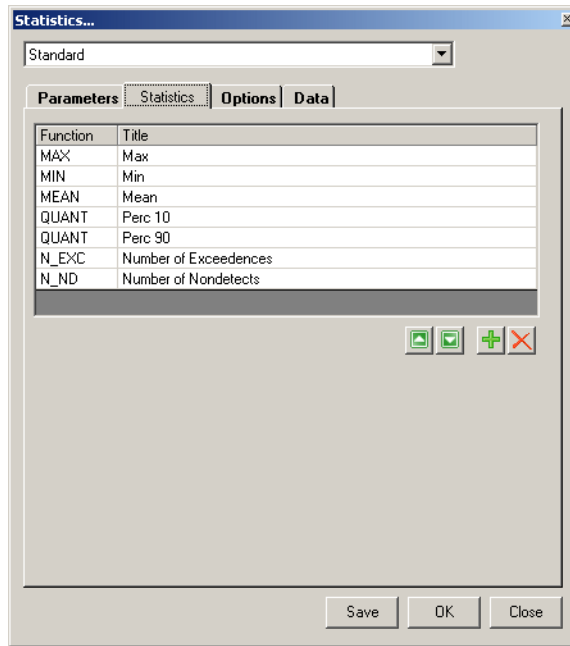 Statistics...
Standard
Parameters Statistics Options Data
Function Title
MAX Max
MIN Min
MEAN Mean
QUANT Perc 10
QUANT Perc 90
N_EXC Number of Exceedences
N_ND Number of Nondetects
Save OK Close